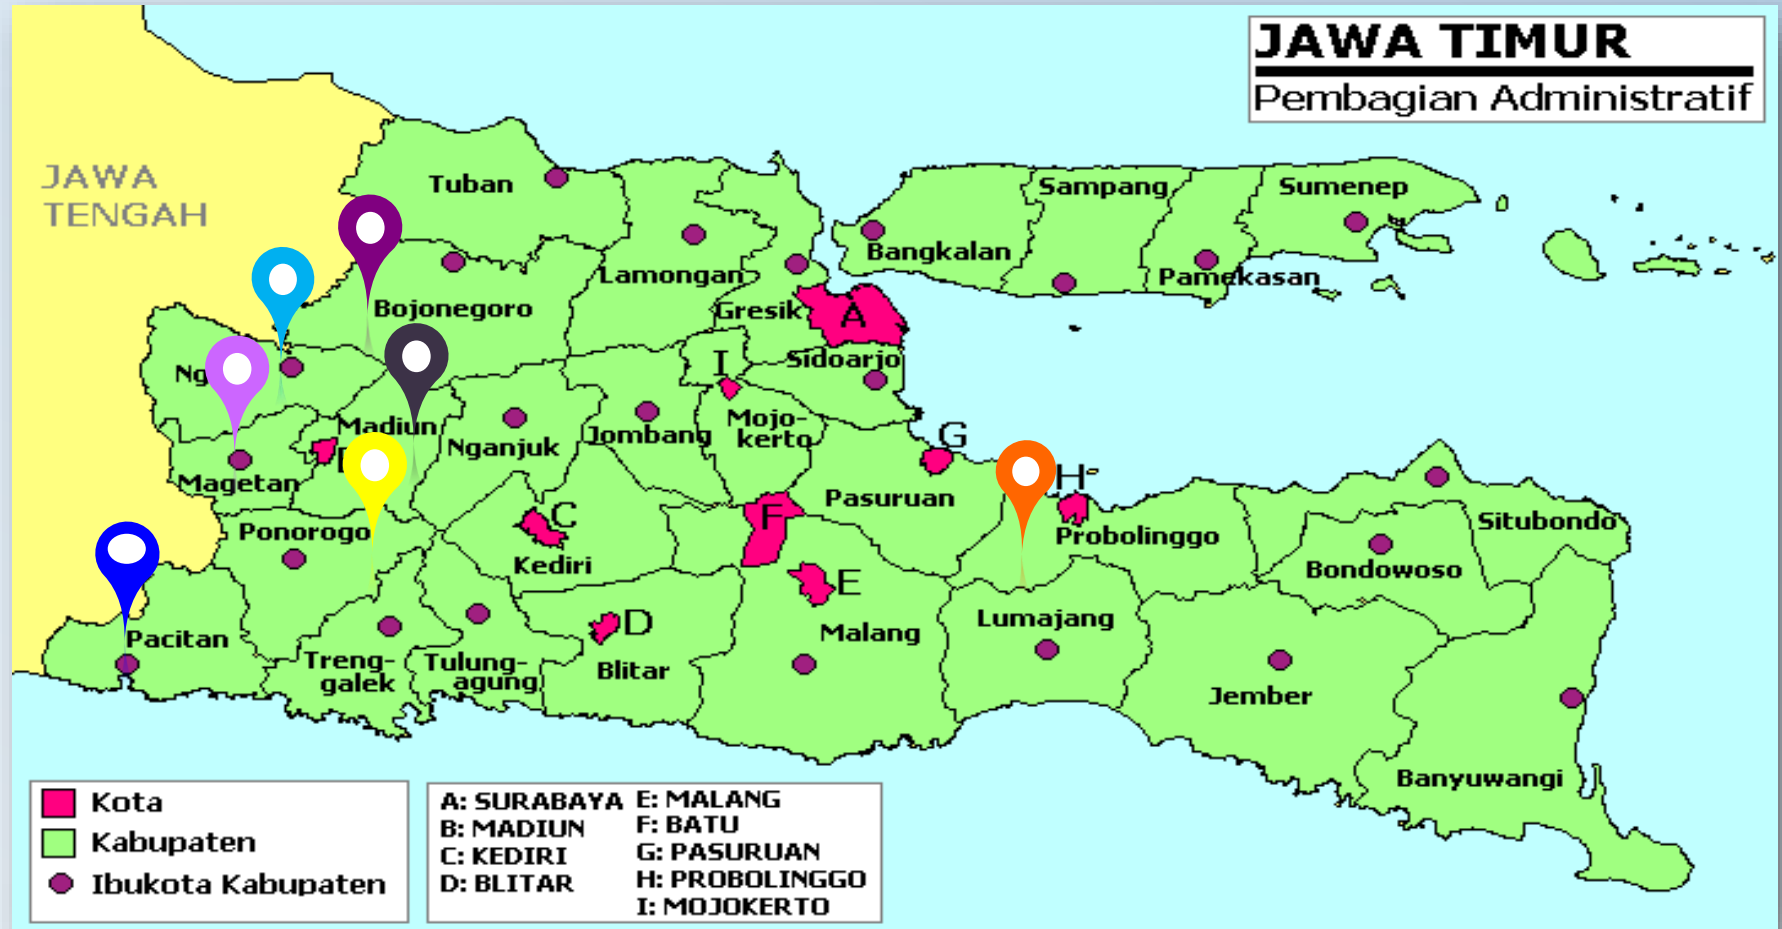 JAWA TIMUR
Pembagian Administratif
JAWA
TENGAH
Tuban
Sampang
Sumenep
Bangkalan
Lamongan
Pamekasan
Bojonegoro
Gresik
A
Sidoarjo
I
Ng
Madiun
Mojo-
kerto
Nganjuk
Jombang
G
Magetan
H
Pasuruan
C
F
Ponorogo
Probolinggo
Situbondo
Kediri
Bondowoso
E
D
Lumajang
Malang
Pacitan
Treng-
galek
Tulung-
agung
Blitar
Jember
Banyuwangi
Kota
Kabupaten
Ibukota Kabupaten
A: SURABAYA
B: MADIUN
C: KEDIRI
D: BLITAR
E: MALANG
F: BATU
G: PASURUAN
H: PROBOLINGGO
I: MOJOKERTO